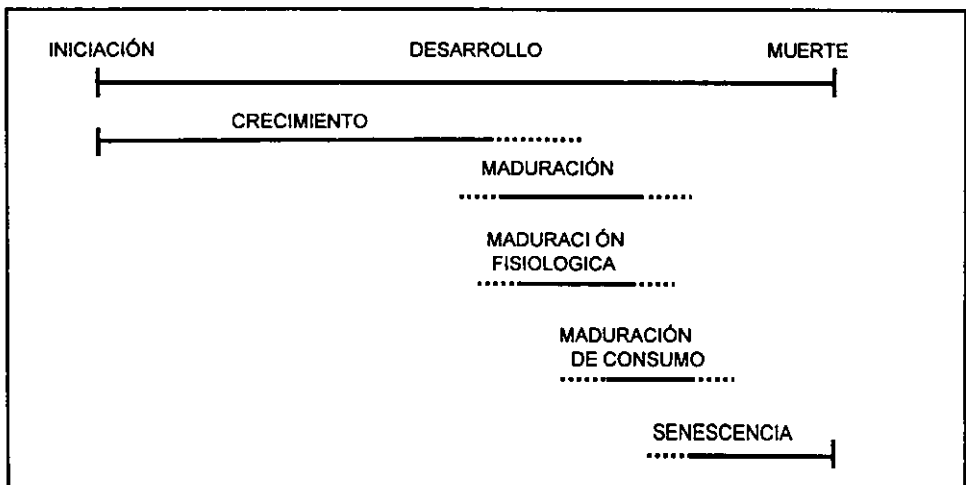 INICIACIÓN DESARROLLO MUERTE
CRECIMIENTO
MADURACIÓN
MADURACI ÓN
FISIOLOGICA
MADURACIÓN
DE CONSUMO
SENESCENCIA